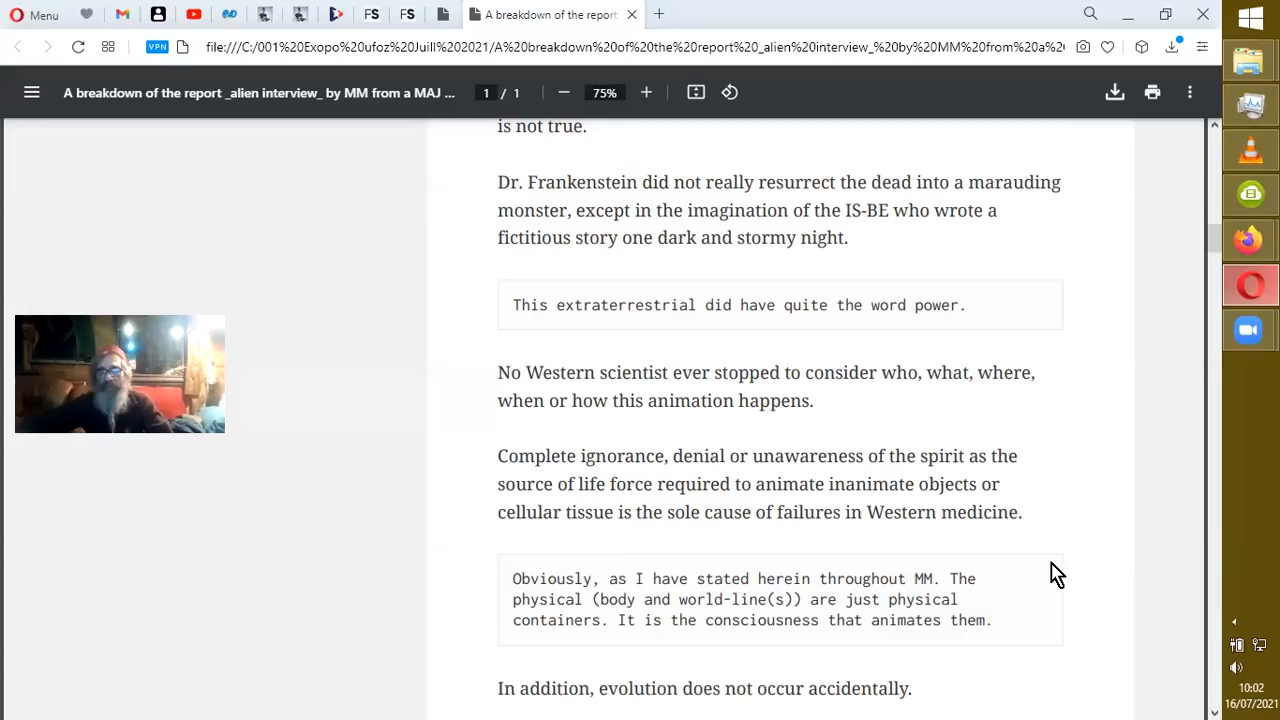 Menu
FS
FS
A breakdown of the report
VPN
file:///C:/001%20Exopo%20ufoz%20Juill%202021/A%20breakdown%20of%20the%20report%20_alien%20interview_%20by%20MM%20from%20a%2
A breakdown of the report _alien interview_ by MM from a MAJ ...
1 / 1
75%
is not true.
Dr. Frankenstein did not really resurrect the dead into a marauding
monster, except in the imagination of the IS-BE who wrote a
fictitious story one dark and stormy night.
This extraterrestrial did have quite the word power.
No Western scientist ever stopped to consider who, what, where,
when or how this animation happens.
Complete ignorance, denial or unawareness of the spirit as the
source of life force required to animate inanimate objects or
cellular tissue is the sole cause of failures in Western medicine.
Obviously, as I have stated herein throughout MM. The
physical (body and world-line(s)) are just physical
containers. It is the consciousness that animates them.
In addition, evolution does not occur accidentally.
10:02
16/07/2021